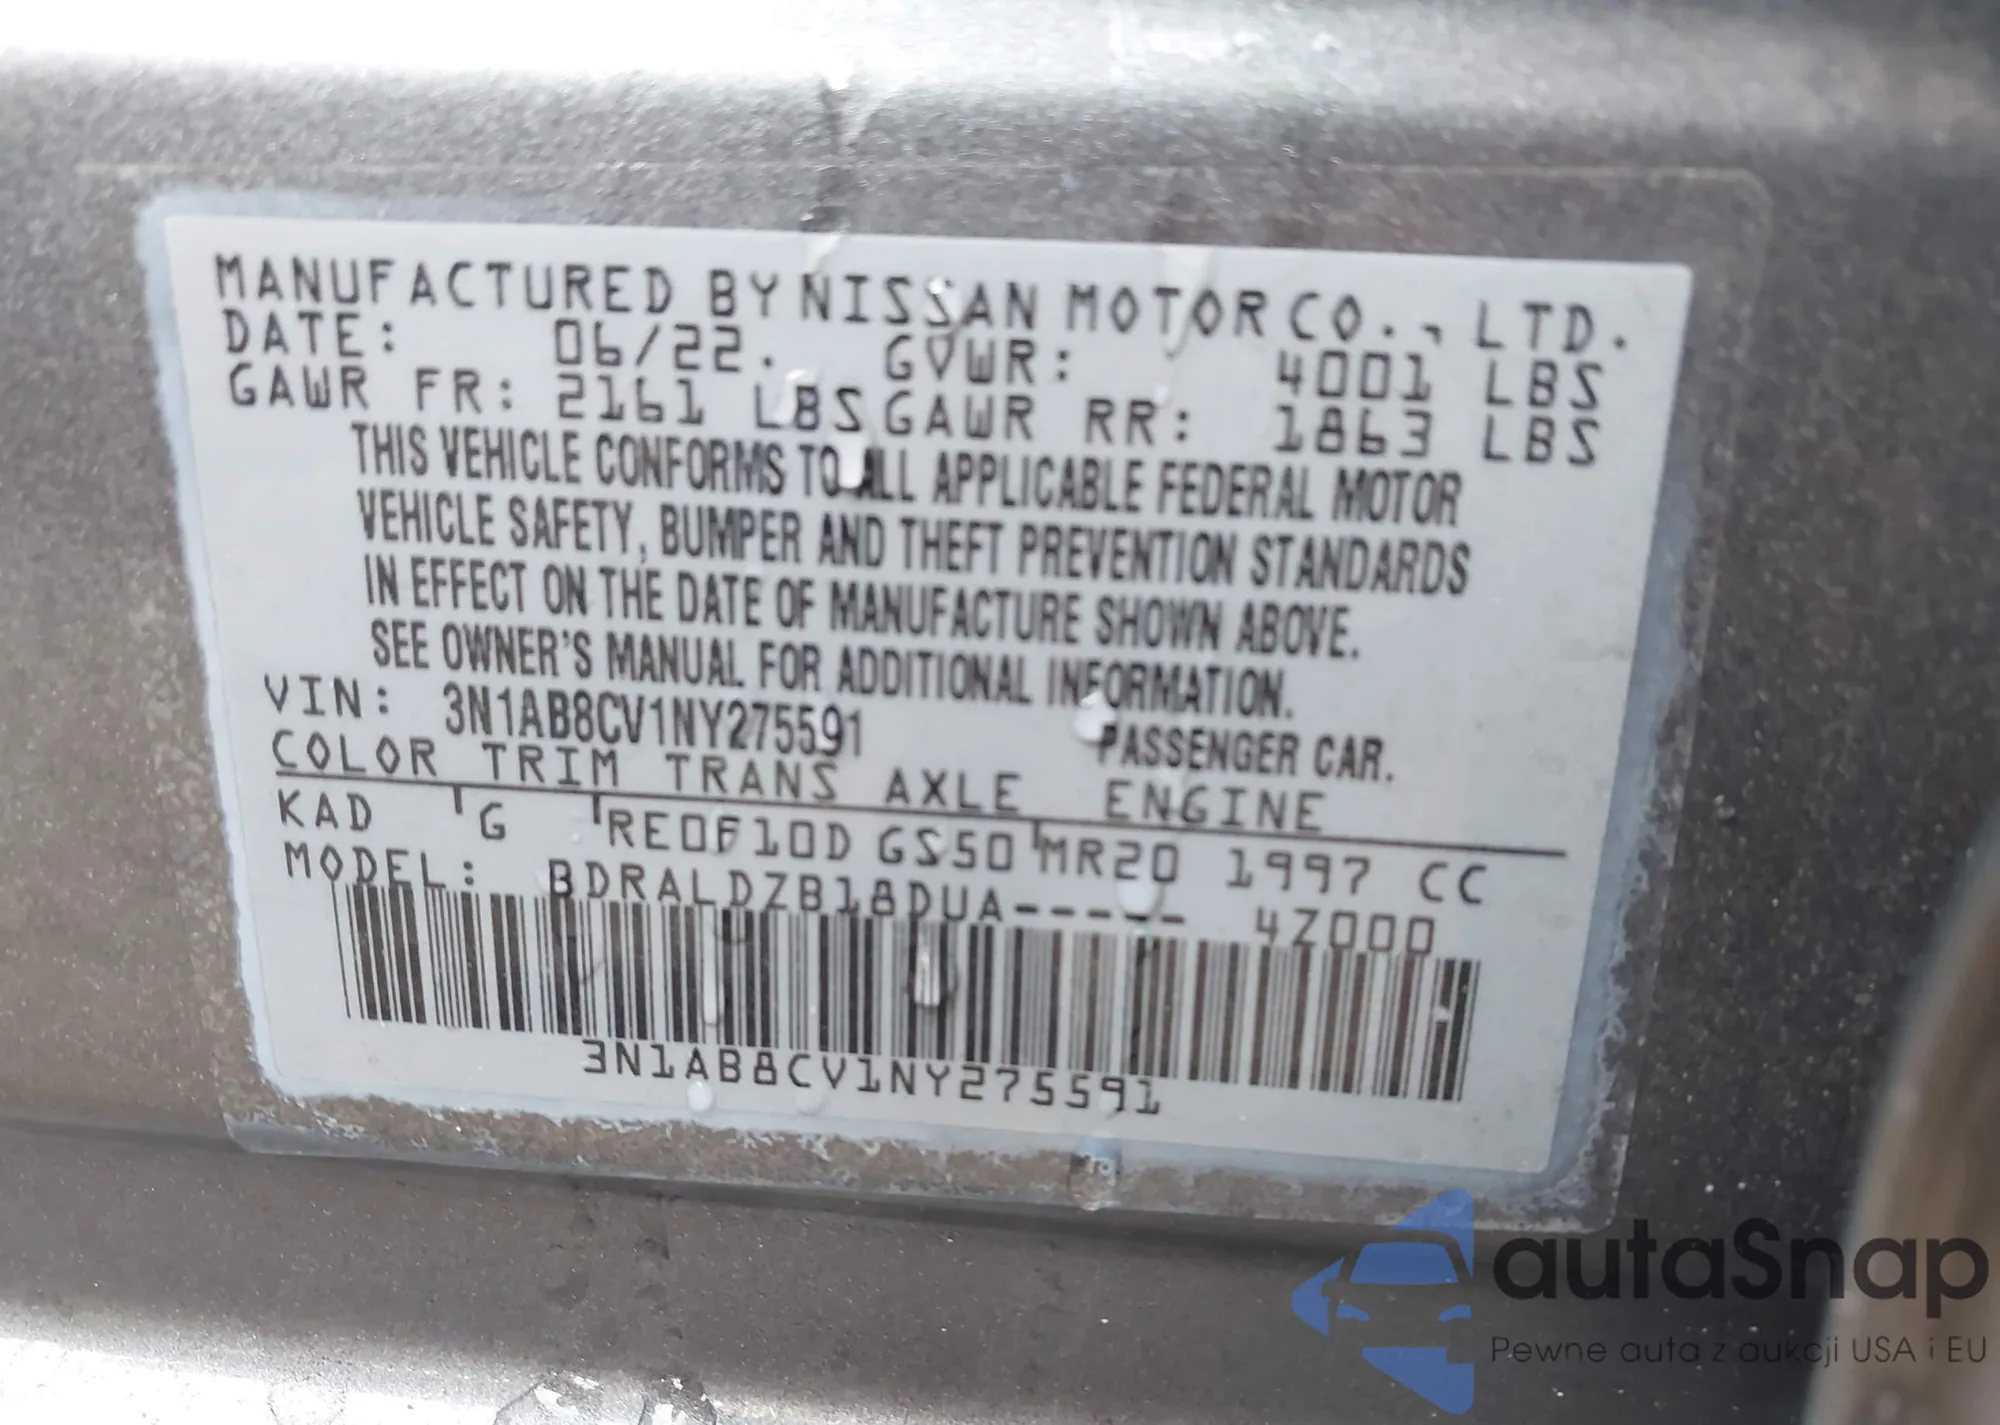 MANUFACTURED BY NISSAN MOTOR CO., LTD.
DATE: 06/22. GVWR: 4001 LBS
GAWR FR: 2161 LBS GAWR RR: 1863 LBS
THIS VEHICLE CONFORMS TO ALL APPLICABLE FEDERAL MOTOR
VEHICLE SAFETY, BUMPER AND THEFT PREVENTION STANDARDS
IN EFFECT ON THE DATE OF MANUFACTURE SHOWN ABOVE.
SEE OWNER'S MANUAL FOR ADDITIONAL INFORMATION.
VIN: 3N1AB8CV1NY275591 PASSENGER CAR.
COLOR TRIM TRANS AXLE ENGINE
KAD G RE0F10D GS50 MR20 1997 CC
MODEL: BDRALDZB18DUA----- 4Z000
3N1AB8CV1NY275591
autaSnap
Pewne auta z aukcji USA i EU